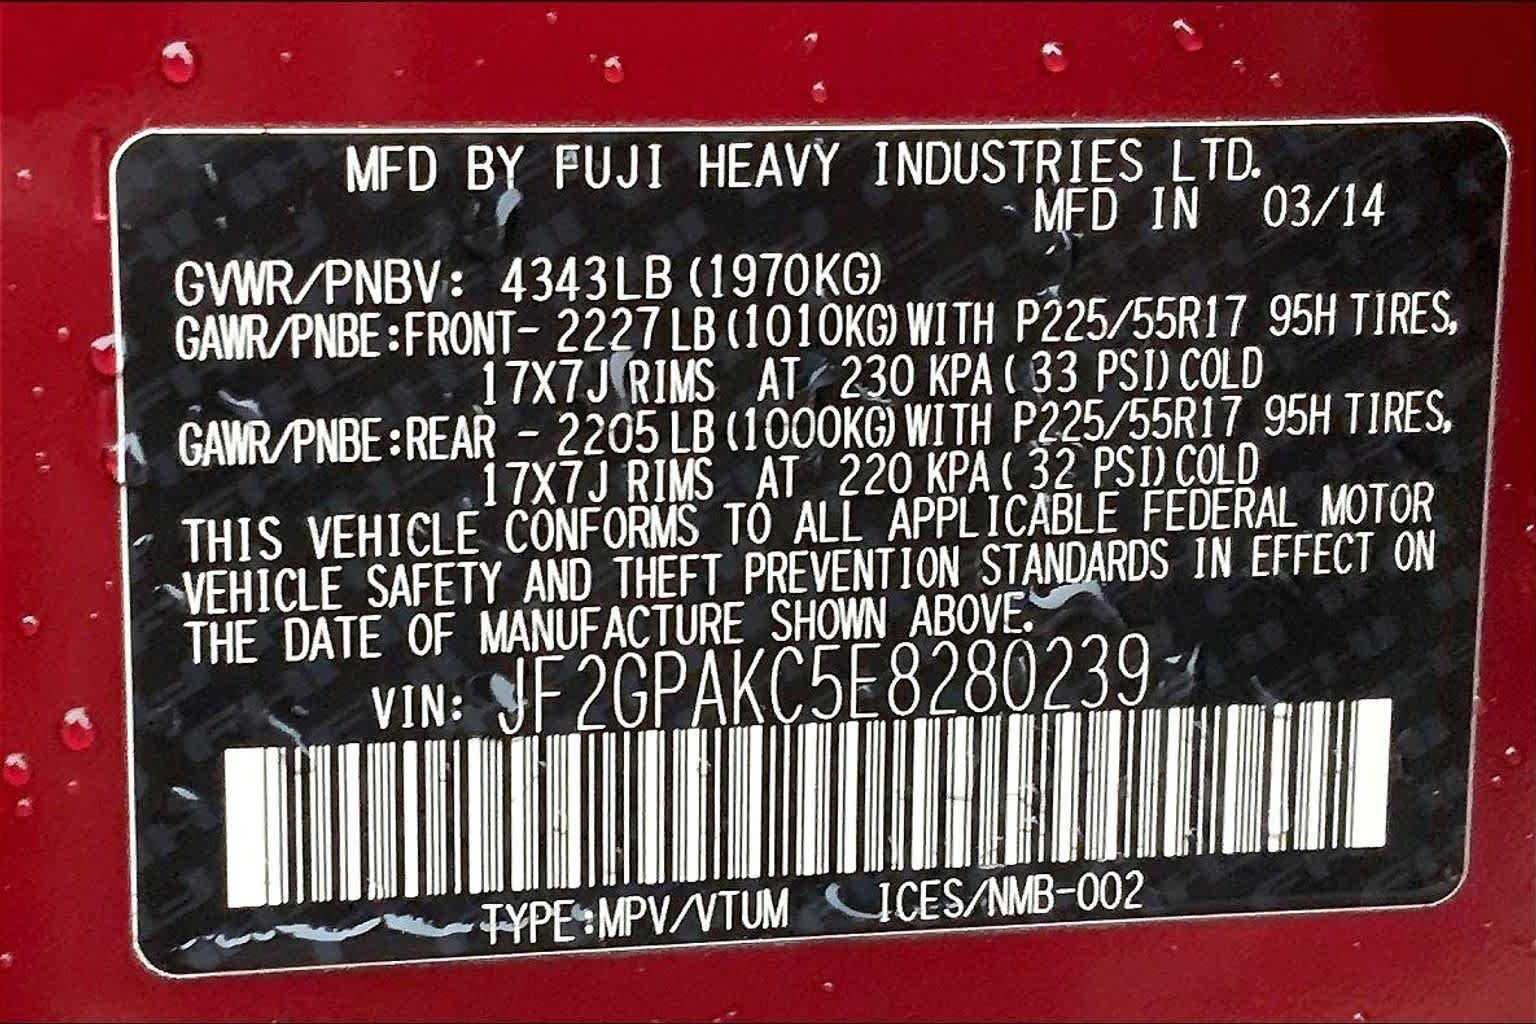 MFD BY FUJI HEAVY INDUSTRIES LTD.
MFD IN 03/14
GVWR/PNBV: 4343LB (1970KG)
GAWR/PNBE:FRONT- 2227LB (1010KG) WITH P225/55R17 95H TIRES,
17X7J RIMS AT 230 KPA ( 33 PSI) COLD
GAWR/PNBE:REAR - 2205LB (1000KG) WITH P225/55R17 95H TIRES,
17X7J RIMS AT 220 KPA ( 32 PSI) COLD
THIS VEHICLE CONFORMS TO ALL APPLICABLE FEDERAL MOTOR
VEHICLE SAFETY AND THEFT PREVENTION STANDARDS IN EFFECT ON
THE DATE OF MANUFACTURE SHOWN ABOVE.
VIN: JF2GPAKC5E8280239
TYPE:MPV/VTUM ICES/NMB-002